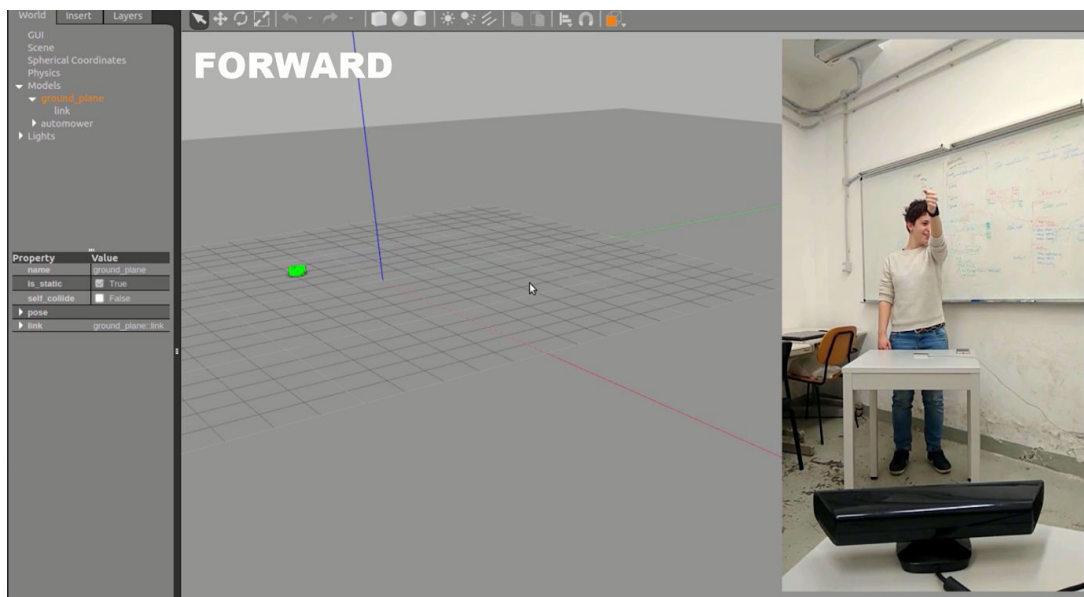 World Insert Layers
GUI
Scene
Spherical Coordinates
Physics
Models
ground_plane
link
automower
Lights
FORWARD
Property Value
name ground_plane
is_static True
self_collide False
pose
link ground_plane::link